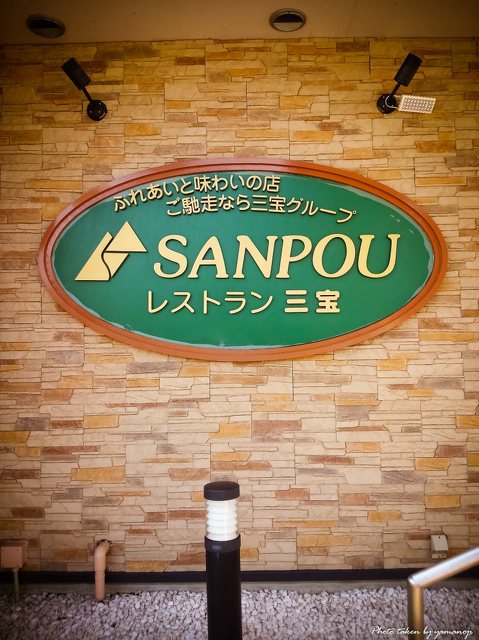 ふれあいと味わいの店
ご馳走なら三宝グループ
SANPOU
レストラン 三宝
Photo taken by yamanop